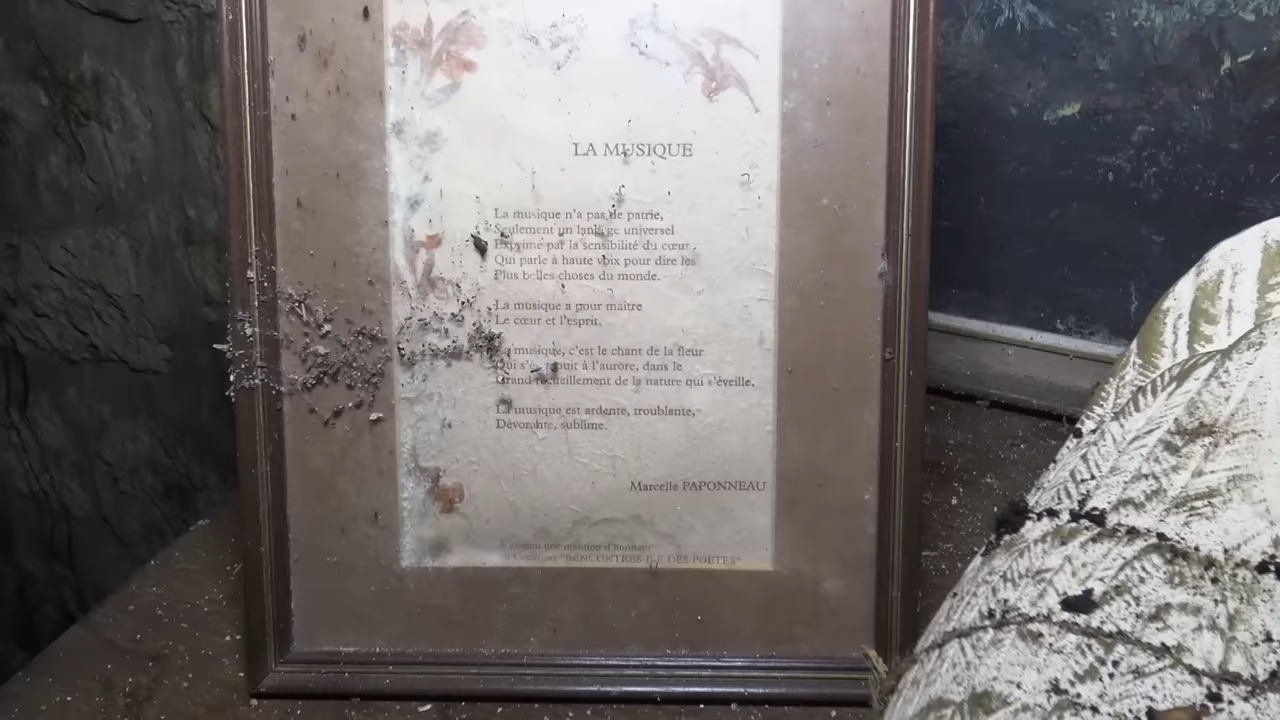 LA MUSIQUE
La musique n'a pas de patrie,
Seulement un langage universel
Exprimé par la sensibilité du cœur.
Qui parle à haute voix pour dire les
Plus belles choses du monde.
La musique a pour maître
Le cœur et l'esprit.
La musique, c'est le chant de la fleur
Qui à l'aurore, dans le
Grand recueillement de la nature qui s'éveille.
La musique est ardente, troublante,
Dévorante, sublime.
Marcelle PAPONNEAU
une mention d'honneur
"RENCONTRES DES POETES"